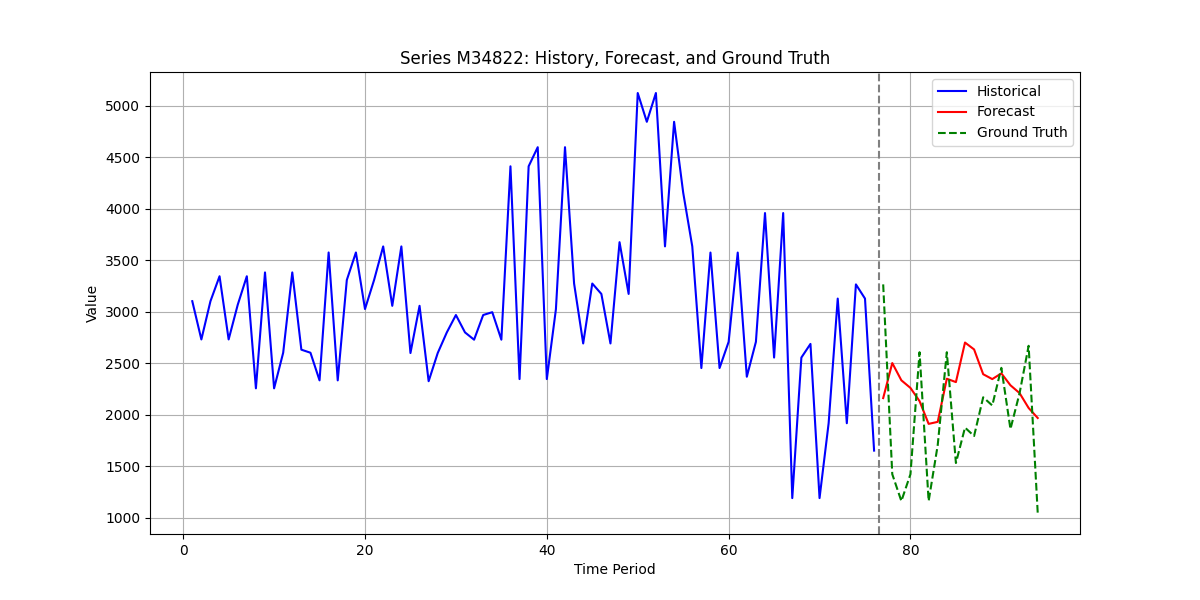 Series M34822: History, Forecast, and Ground Truth
Historical
Forecast
Ground Truth
Value
5000
4500
4000
3500
3000
2500
2000
1500
1000
0 20 40 60 80
Time Period